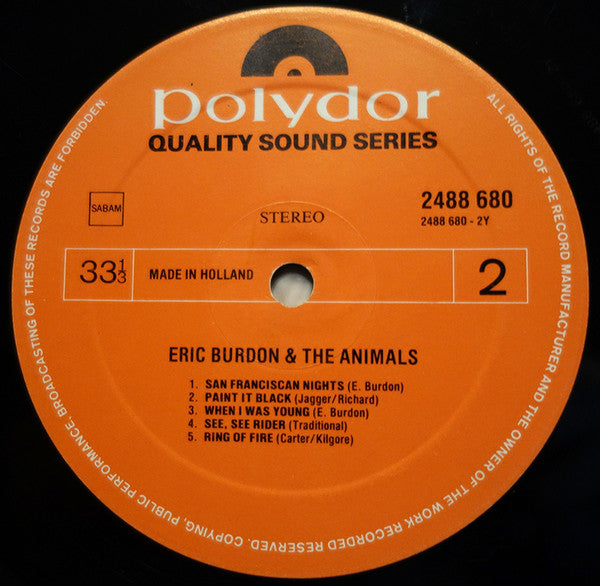 polydor
QUALITY SOUND SERIES
SABAM
STEREO
2488 680
2488 680 - 2Y
33 1/3
MADE IN HOLLAND
2
ERIC BURDON & THE ANIMALS
1. SAN FRANCISCAN NIGHTS (E. Burdon)
2. PAINT IT BLACK (Jagger/Richard)
3. WHEN I WAS YOUNG (E. Burdon)
4. SEE, SEE RIDER (Traditional)
5. RING OF FIRE (Carter/Kilgore)
ALL RIGHTS OF THE RECORD MANUFACTURER AND THE OWNER OF THE WORK RECORDED RESERVED. COPYING, PUBLIC PERFORMANCE, BROADCASTING OF THESE RECORDS ARE FORBIDDEN.